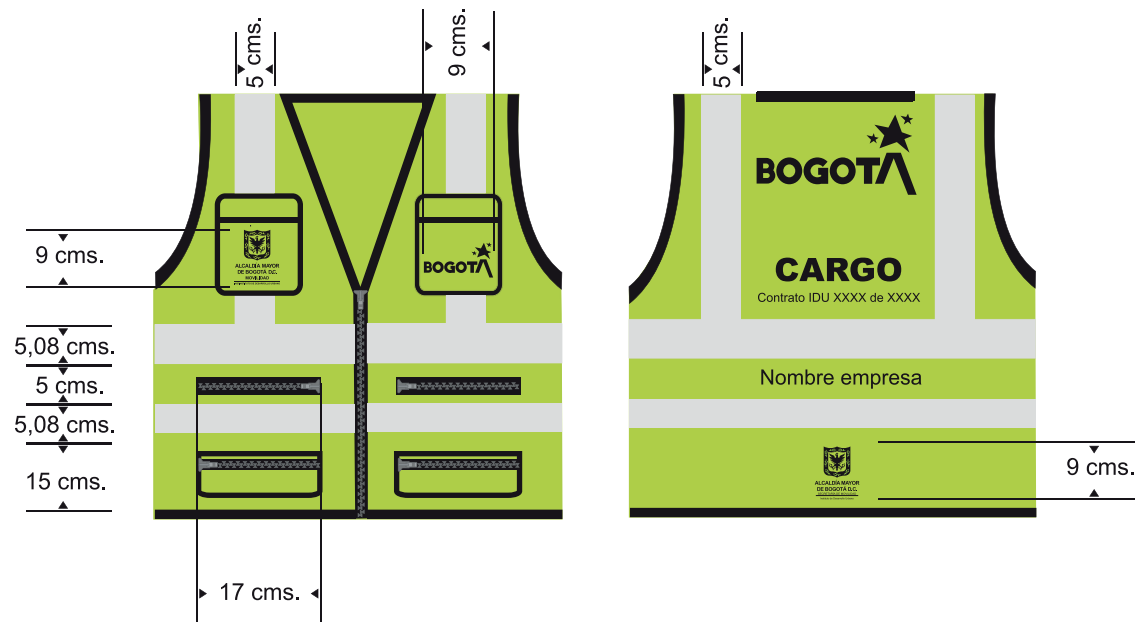 5 cms.
9 cms.
5 cms.
BOGOTA
9 cms.
ALCALDÍA MAYOR
DE BOGOTÁ D.C.
MOVILIDAD
BOGOTA
CARGO
Contrato IDU XXXX de XXXX
5,08 cms.
5 cms.
5,08 cms.
15 cms.
Nombre empresa
ALCALDÍA MAYOR
DE BOGOTÁ D.C.
9 cms.
17 cms.